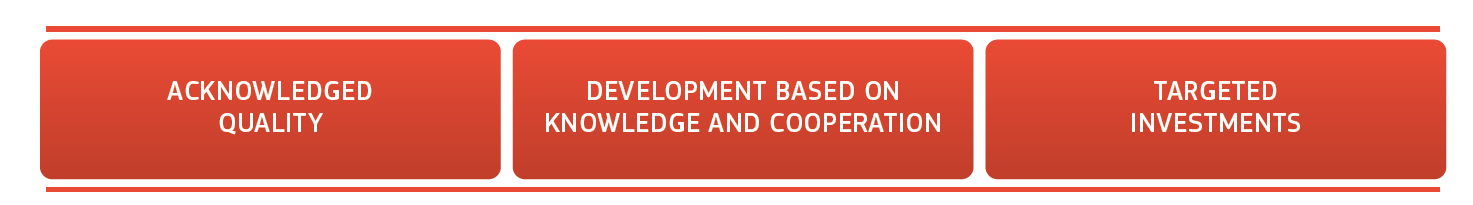 ACKNOWLEDGED
QUALITY
DEVELOPMENT BASED ON
KNOWLEDGE AND COOPERATION
TARGETED
INVESTMENTS